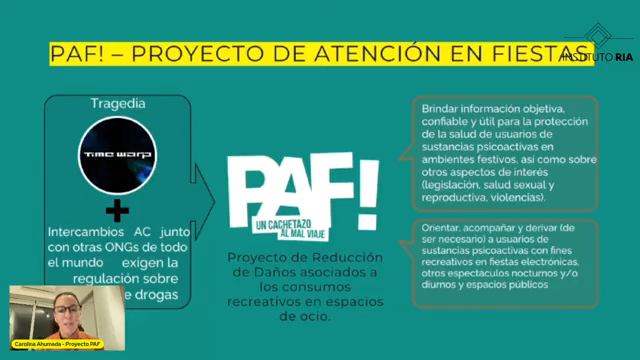 PAF! – PROYECTO DE ATENCIÓN EN FIESTAS
INSTITUTO RIA
Tragedia
TIME WARP
+
Intercambios AC junto
con otras ONGs de todo
el mundo exigen la
regulación sobre
e drogas
PAF!
UN CACHETAZO
AL MAL VIAJE
Proyecto de Reducción
de Daños asociados a
los consumos
recreativos en espacios
de ocio.
Brindar información objetiva,
confiable y útil para la protección
de la salud de usuarios de
sustancias psicoactivas en
ambientes festivos, así como sobre
otros aspectos de interés
(legislación, salud sexual y
reproductiva, violencias).
Orientar, acompañar y derivar (de
ser necesario) a usuarios de
sustancias psicoactivas con fines
recreativos en fiestas electrónicas,
otros espectáculos nocturnos y/o
diurnos y espacios públicos
Carolina Ahumada - Proyecto PAF